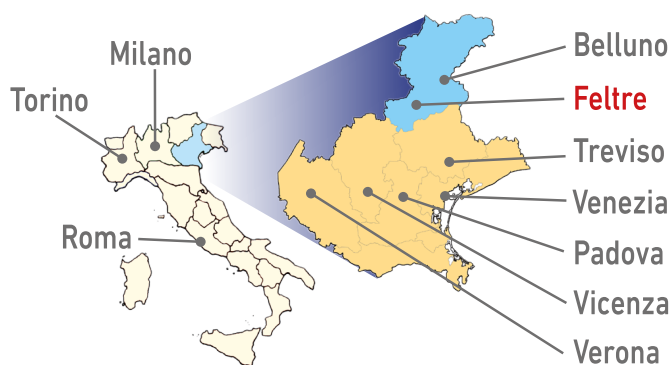 Milano
Torino
Roma
Belluno
Feltre
Treviso
Venezia
Padova
Vicenza
Verona